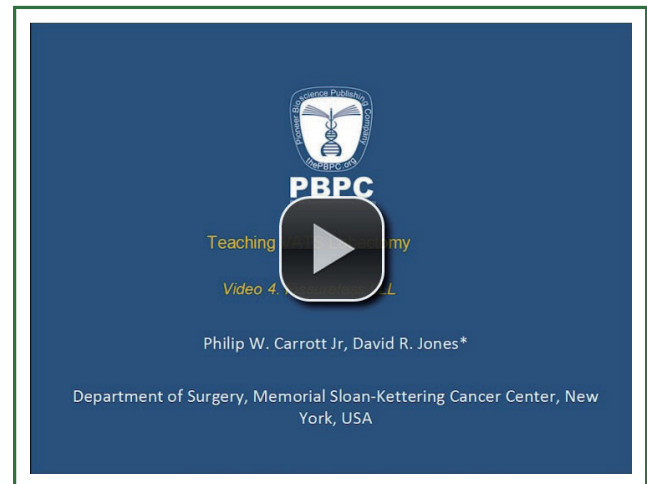 Pioneer Bioscience Publishing Company
thePBPC.org
PBPC
Teaching
Video 4.
Philip W. Carrott Jr, David R. Jones*
Department of Surgery, Memorial Sloan-Kettering Cancer Center, New
York, USA